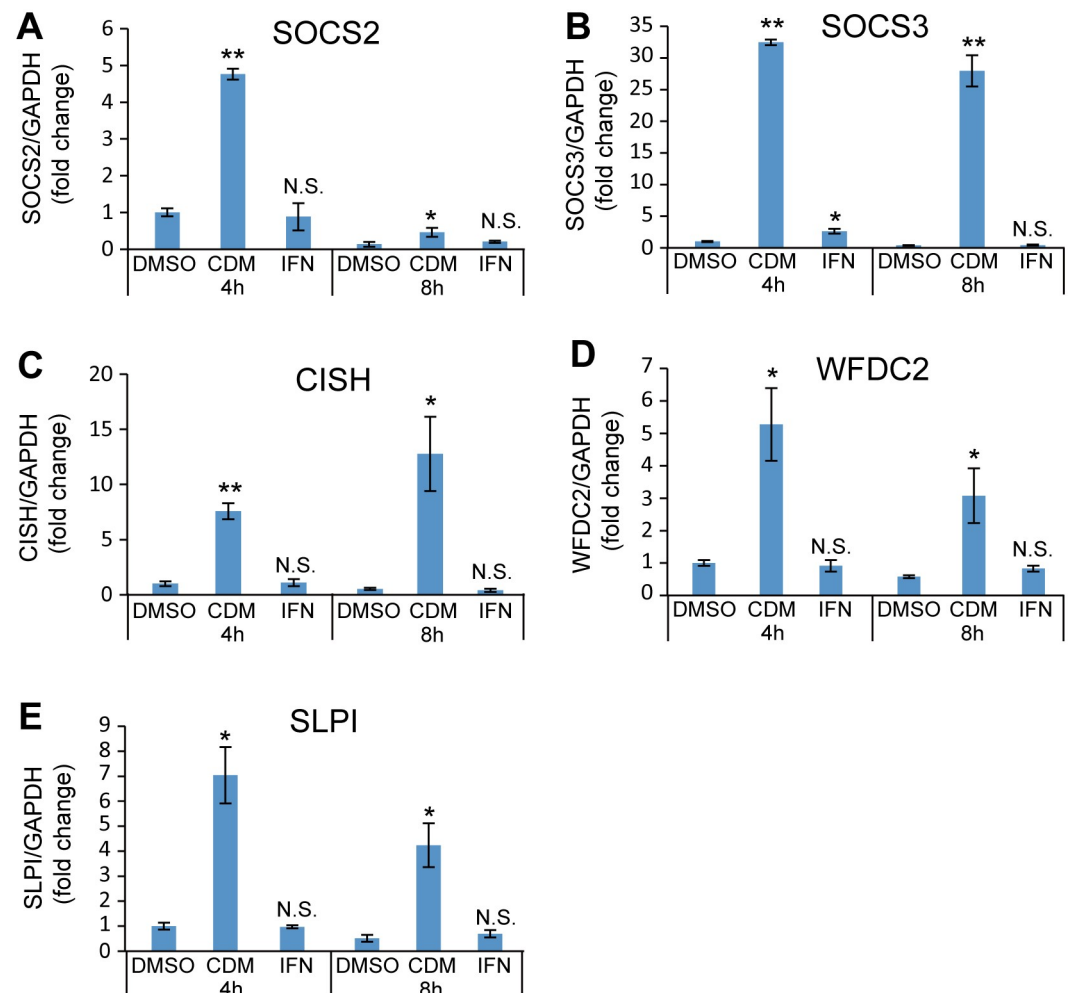 A
SOCS2
SOCS2/GAPDH
(fold change)
6
5
4
3
2
1
0
**
N.S.
*
N.S.
DMSO CDM IFN DMSO CDM IFN
4h 8h
B
SOCS3
SOCS3/GAPDH
(fold change)
35
30
25
20
15
10
5
0
**
*
**
N.S.
DMSO CDM IFN DMSO CDM IFN
4h 8h
C
CISH
CISH/GAPDH
(fold change)
20
15
10
5
0
**
N.S.
*
N.S.
DMSO CDM IFN DMSO CDM IFN
4h 8h
D
WFDC2
WFDC2/GAPDH
(fold change)
7
6
5
4
3
2
1
0
*
N.S.
*
N.S.
DMSO CDM IFN DMSO CDM IFN
4h 8h
E
SLPI
SLPI/GAPDH
(fold change)
9
8
7
6
5
4
3
2
1
0
*
N.S.
*
N.S.
DMSO CDM IFN DMSO CDM IFN
4h 8h